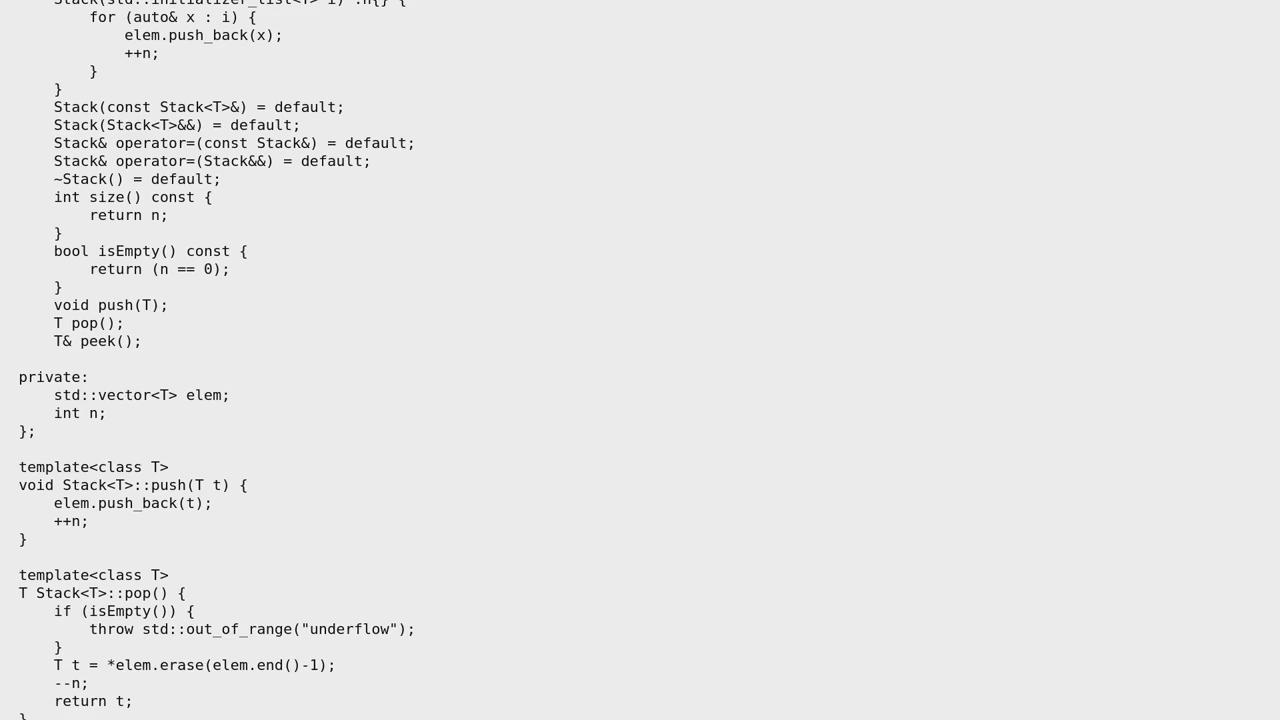 Stack(std::initializer_list<T> i) :n{} {
        for (auto& x : i) {
            elem.push_back(x);
            ++n;
        }
    }
    Stack(const Stack<T>&) = default;
    Stack(Stack<T>&&) = default;
    Stack& operator=(const Stack&) = default;
    Stack& operator=(Stack&&) = default;
    ~Stack() = default;
    int size() const {
        return n;
    }
    bool isEmpty() const {
        return (n == 0);
    }
    void push(T);
    T pop();
    T& peek();

private:
    std::vector<T> elem;
    int n;
};

template<class T>
void Stack<T>::push(T t) {
    elem.push_back(t);
    ++n;
}

template<class T>
T Stack<T>::pop() {
    if (isEmpty()) {
        throw std::out_of_range("underflow");
    }
    T t = *elem.erase(elem.end()-1);
    --n;
    return t;
}